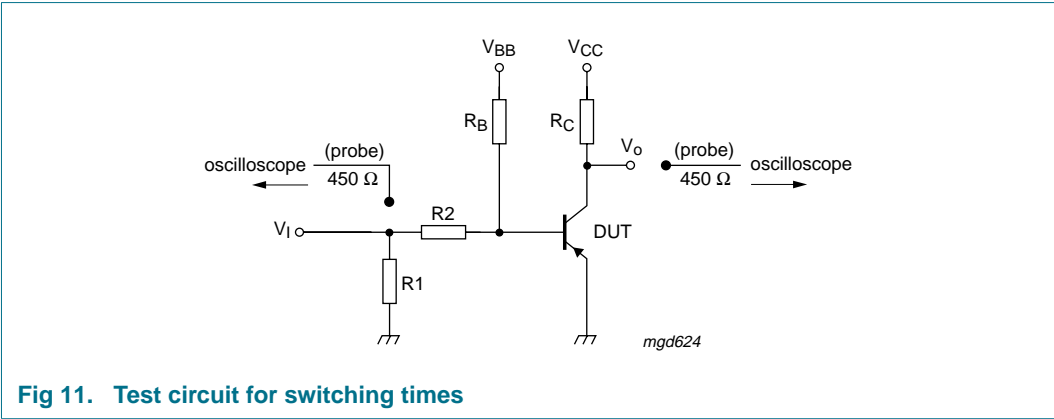 VBB
VCC
RB
RC
Vo
(probe)
oscilloscope
450 Ω
(probe)
oscilloscope
450 Ω
R2
VI
DUT
R1
mgd624
Fig 11. Test circuit for switching times